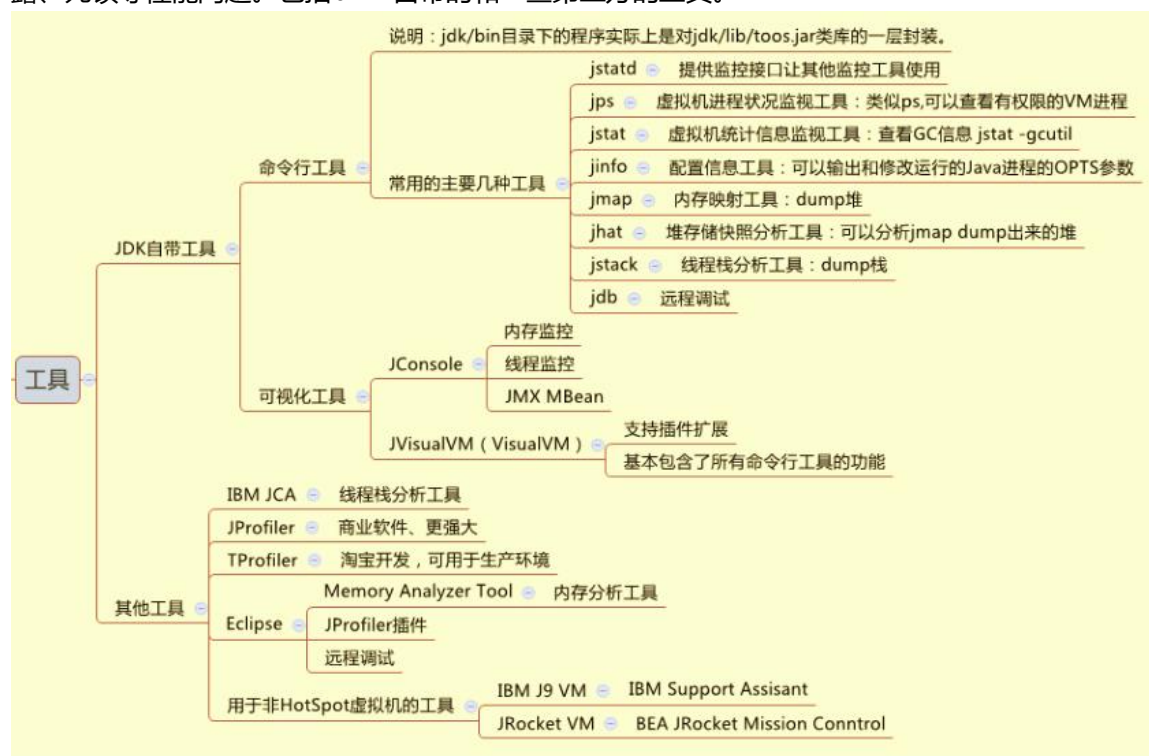 说明：jdk/bin目录下的程序实际上是对jdk/lib/toos.jar类库的一层封装。
jstatd 提供监控接口让其他监控工具使用
jps 虚拟机进程状况监视工具：类似ps,可以查看有权限的VM进程
jstat 虚拟机统计信息监视工具：查看GC信息 jstat -gcutil
命令行工具
jinfo 配置信息工具：可以输出和修改运行的Java进程的OPTS参数
常用的主要几种工具
jmap 内存映射工具：dump堆
jhat 堆存储快照分析工具：可以分析jmap dump出来的堆
JDK自带工具
jstack 线程栈分析工具：dump栈
jdb 远程调试
内存监控
JConsole 线程监控
工具
可视化工具
JMX MBean
支持插件扩展
JVisualVM（VisualVM）
基本包含了所有命令行工具的功能
IBM JCA 线程栈分析工具
JProfiler 商业软件、更强大
TProfiler 淘宝开发，可用于生产环境
Memory Analyzer Tool 内存分析工具
其他工具
Eclipse JProfiler插件
远程调试
IBM J9 VM IBM Support Assisant
用于非HotSpot虚拟机的工具
JRocket VM BEA JRocket Mission Conntrol